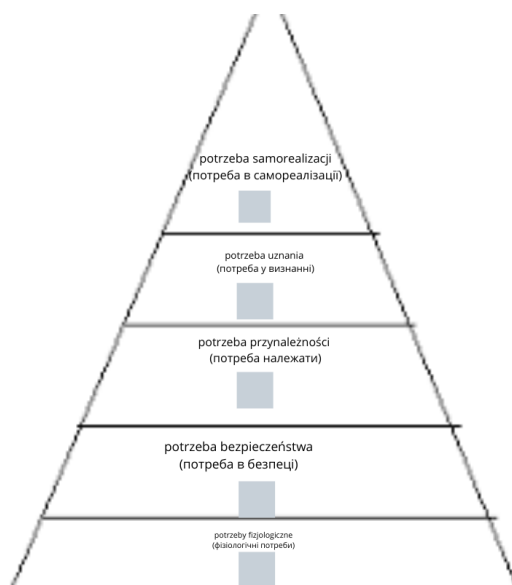 potrzeba samorealizacji
(потреба в самореалізації)
potrzeba uznania
(потреба у визнанні)
potrzeba przynależności
(потреба належати)
potrzeba bezpieczeństwa
(потреба в безпеці)
potrzeby fizjologiczne
(фізіологічні потреби)